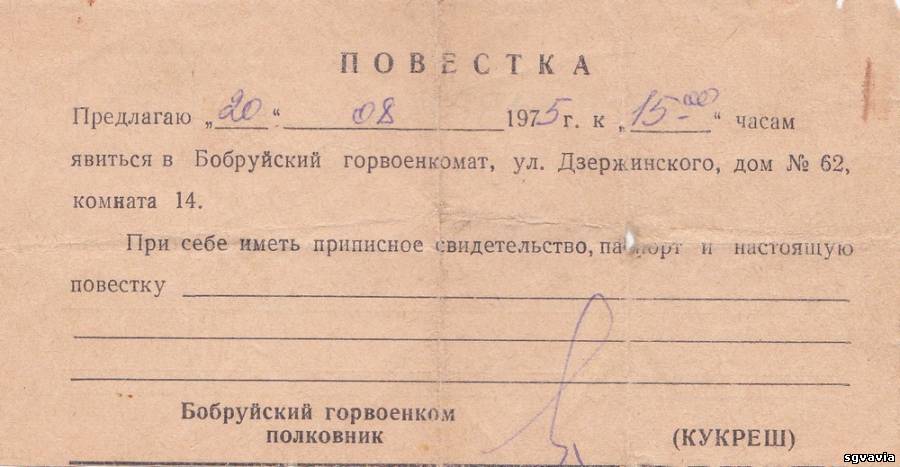 ПОВЕСТКА
Предлагаю „20“ 08 1975 г. к „15-00“ часам
явиться в Бобруйский горвоенкомат, ул. Дзержинского, дом № 62,
комната 14.
При себе иметь приписное свидетельство, паспорт и настоящую
повестку
Бобруйский горвоенком
полковник
(КУКРЕШ)
sgvavia